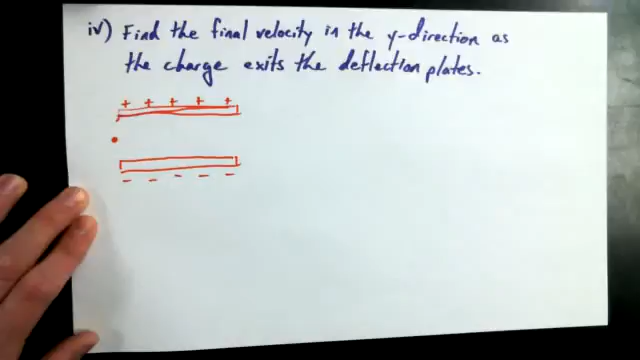 iv) Find the final velocity in the y-direction as
the charge exits the deflection plates.
+ + + + +
- - - - -